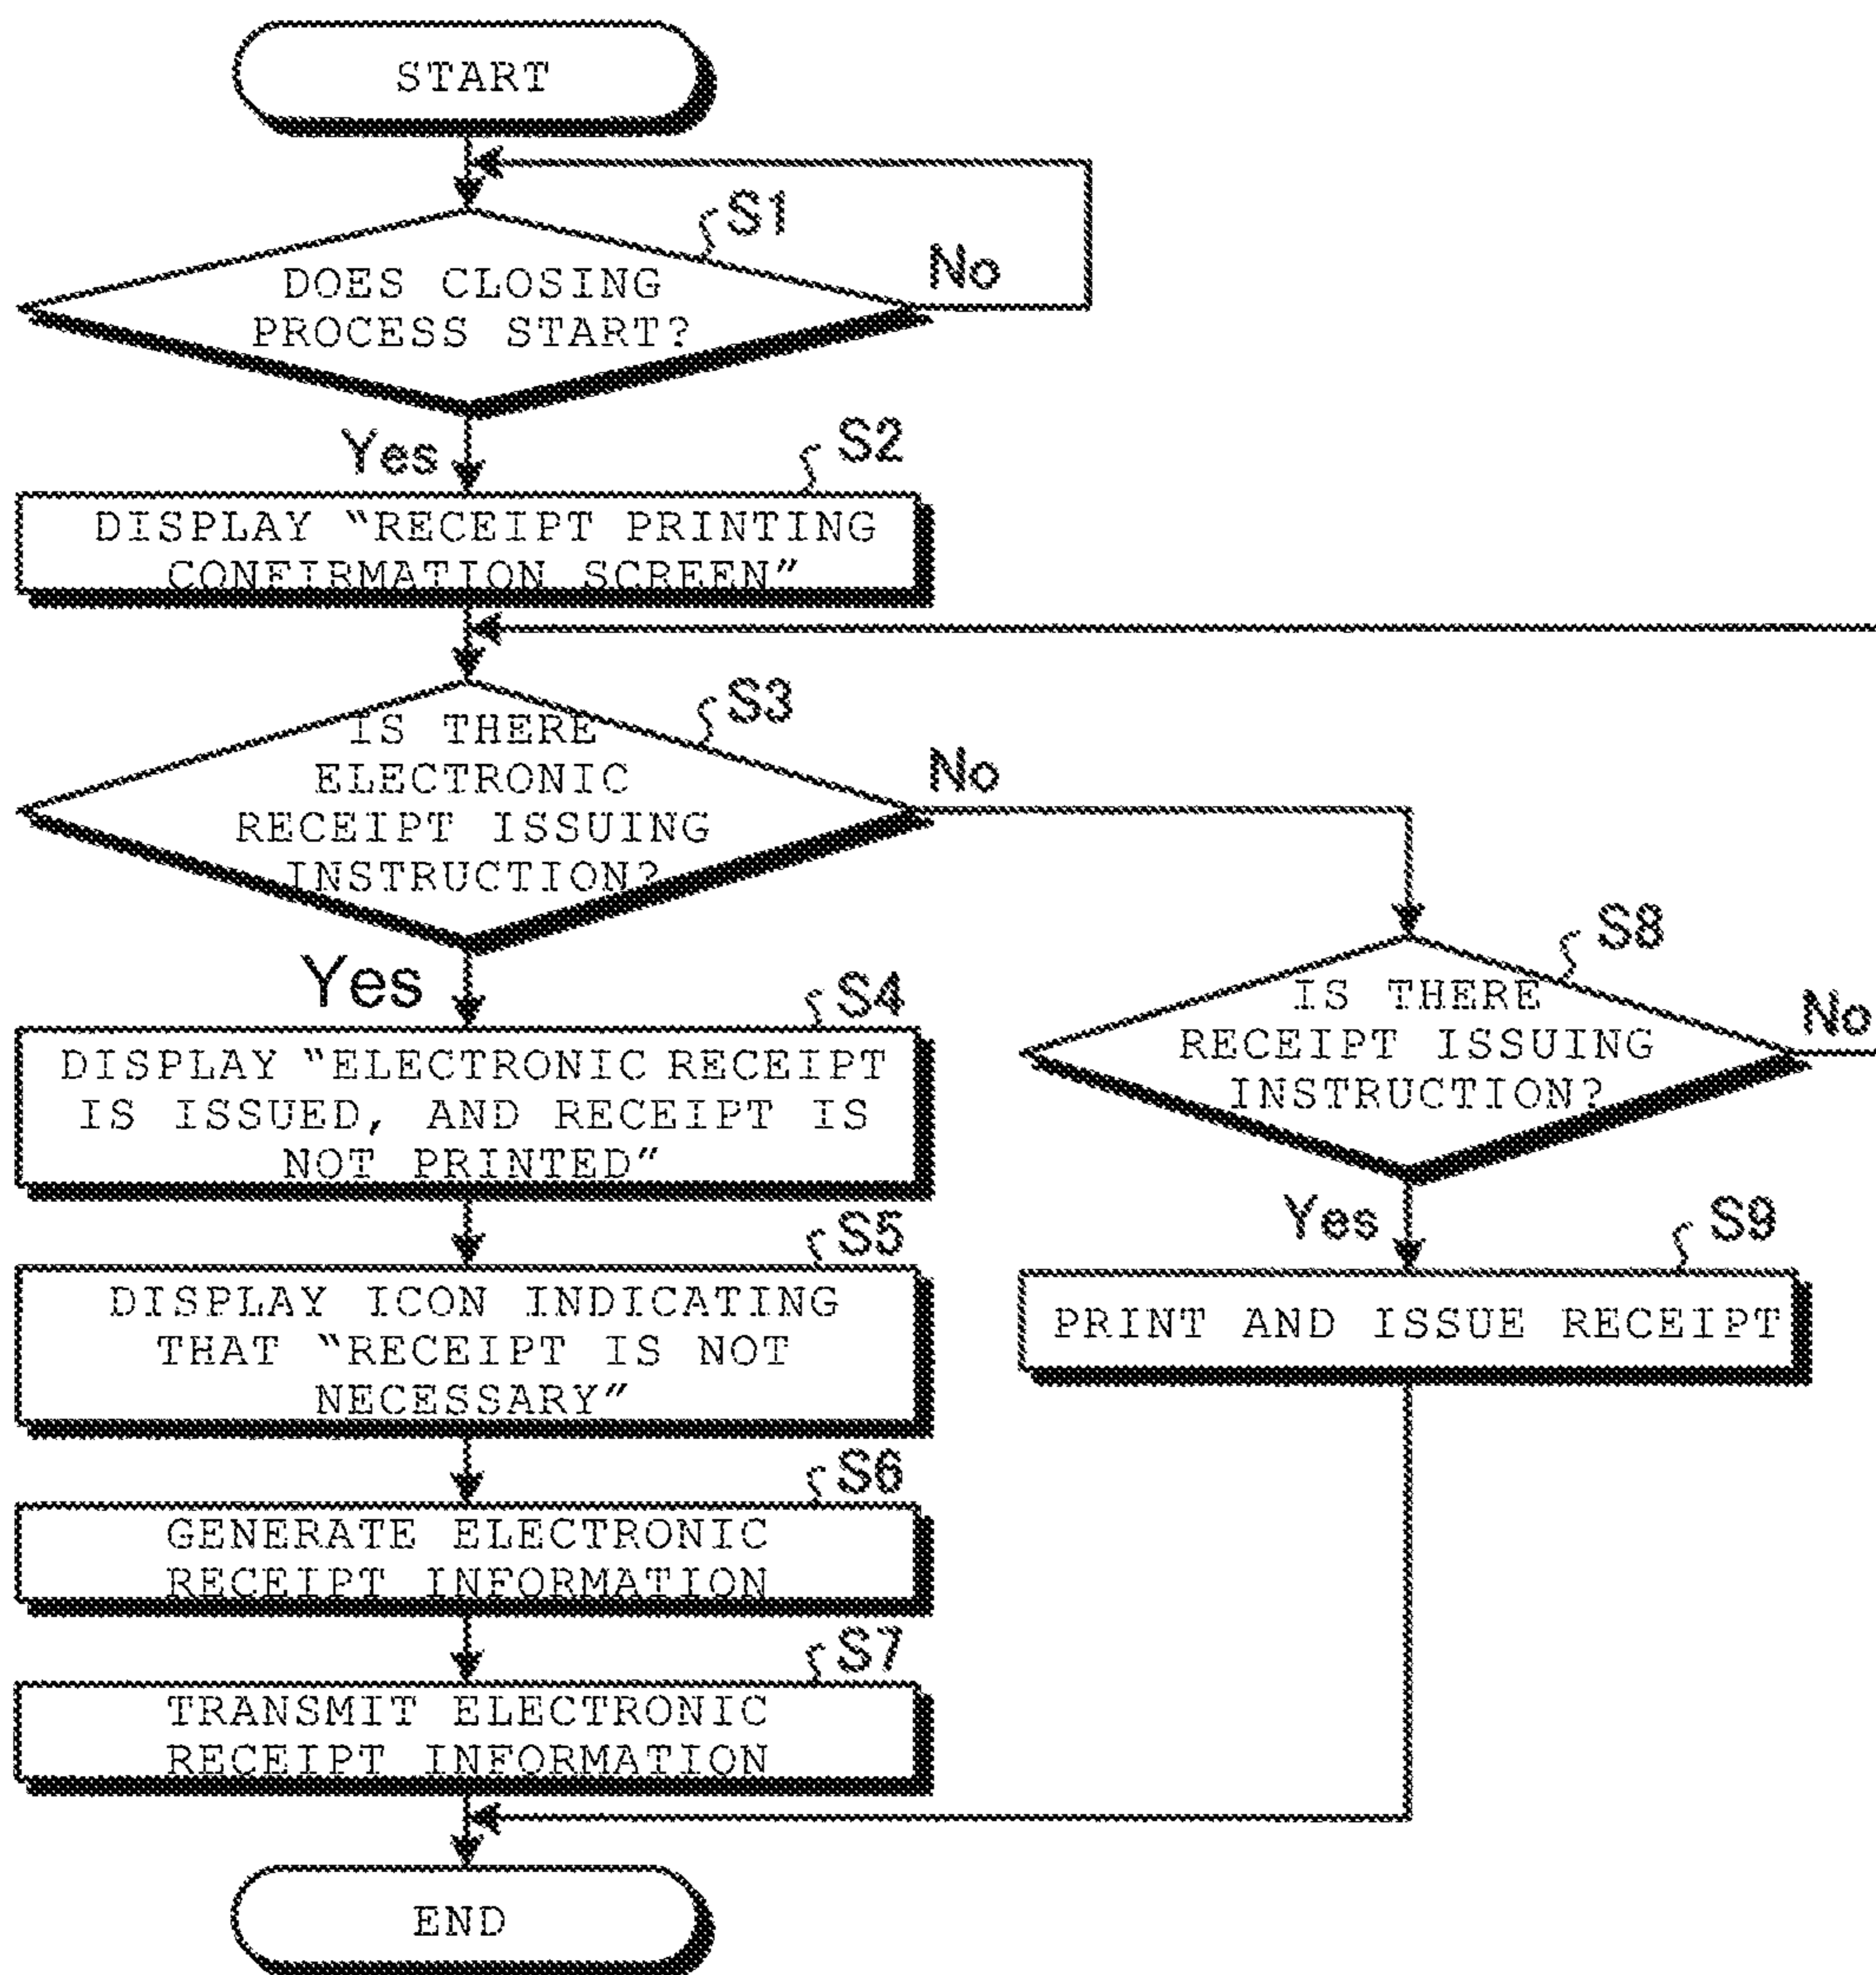 START
S1
DOES CLOSING
PROCESS START?
No
Yes
S2
DISPLAY “RECEIPT PRINTING
CONFIRMATION SCREEN”
S3
IS THERE
ELECTRONIC
RECEIPT ISSUING
INSTRUCTION?
No
Yes
S4
DISPLAY “ELECTRONIC RECEIPT
IS ISSUED, AND RECEIPT IS
NOT PRINTED”
S5
DISPLAY ICON INDICATING
THAT “RECEIPT IS NOT
NECESSARY”
S6
GENERATE ELECTRONIC
RECEIPT INFORMATION
S7
TRANSMIT ELECTRONIC
RECEIPT INFORMATION
S8
IS THERE
RECEIPT ISSUING
INSTRUCTION?
No
Yes
S9
PRINT AND ISSUE RECEIPT
END